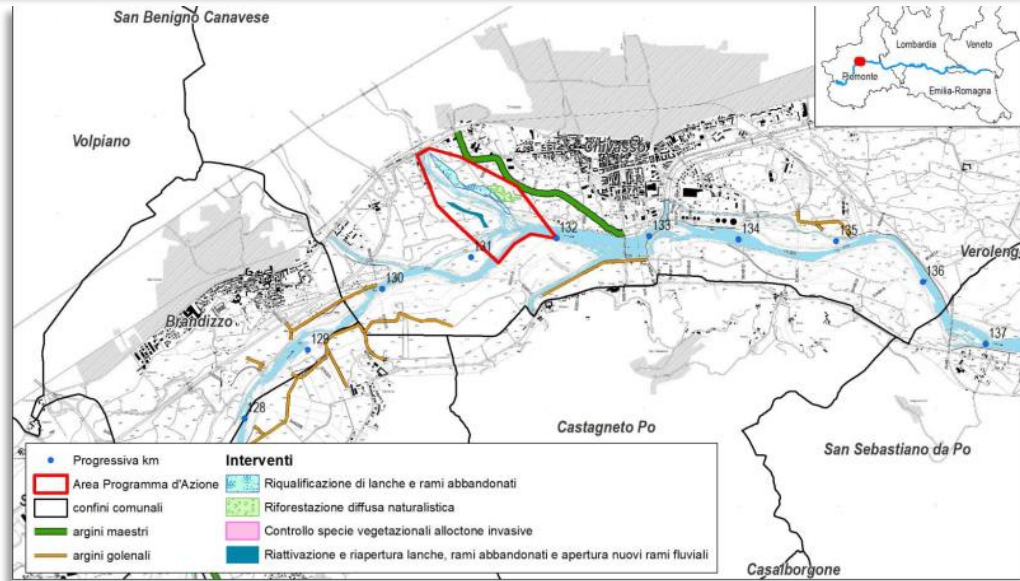 San Benigno Canavese
Lombardia
Veneto
Piemonte
Emilia-Romagna
Volpiano
Chivasso
132
133
134
135
131
Veroleng
130
136
Brandizzo
129
137
128
Castagneto Po
San Sebastiano da Po
Progressiva km
Area Programma d'Azione
confini comunali
argini maestri
argini golenali
Interventi
Riqualificazione di lanche e rami abbandonati
Riforestazione diffusa naturalistica
Controllo specie vegetazionali alloctone invasive
Riattivazione e riapertura lanche, rami abbandonati e apertura nuovi rami fluviali
Casalborgone